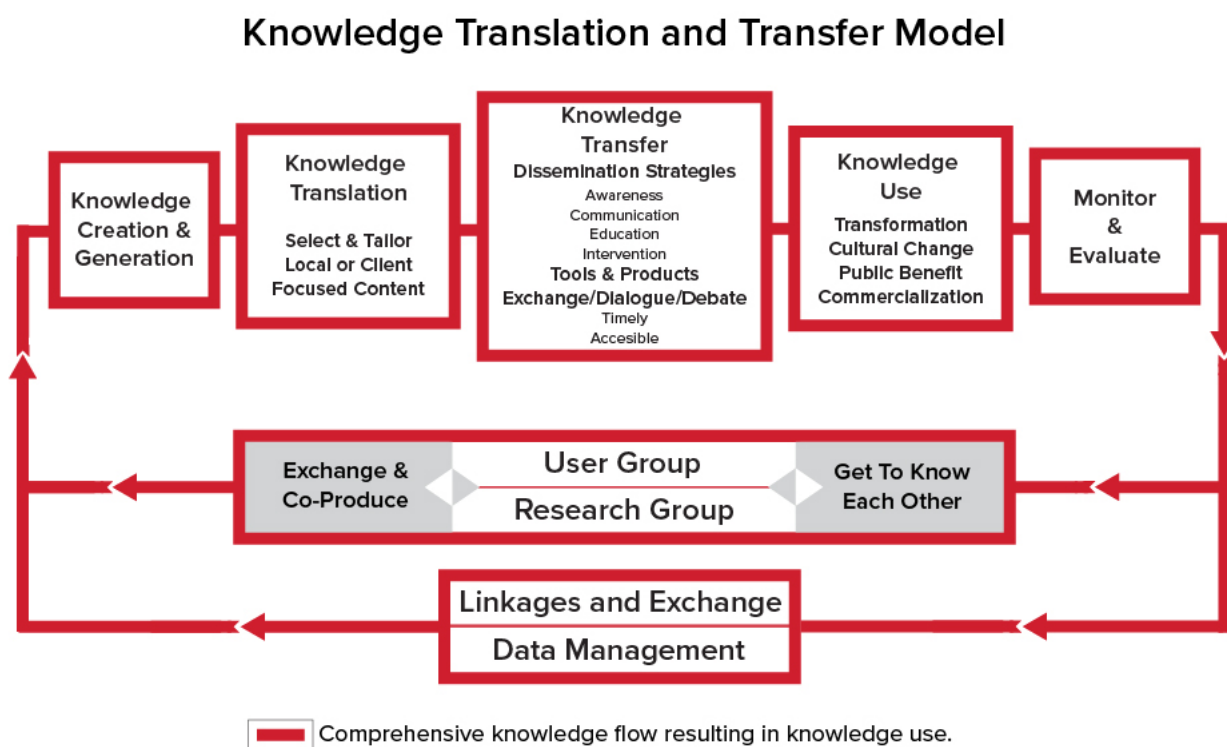 Knowledge Translation and Transfer Model
Knowledge
Creation &
Generation
Knowledge
Translation
Select & Tailor
Local or Client
Focused Content
Knowledge
Transfer
Dissemination Strategies
Awareness
Communication
Education
Intervention
Tools & Products
Exchange/Dialogue/Debate
Timely
Accesible
Knowledge
Use
Transformation
Cultural Change
Public Benefit
Commercialization
Monitor
&
Evaluate
Exchange &
Co-Produce
User Group
Research Group
Get To Know
Each Other
Linkages and Exchange
Data Management
Comprehensive knowledge flow resulting in knowledge use.